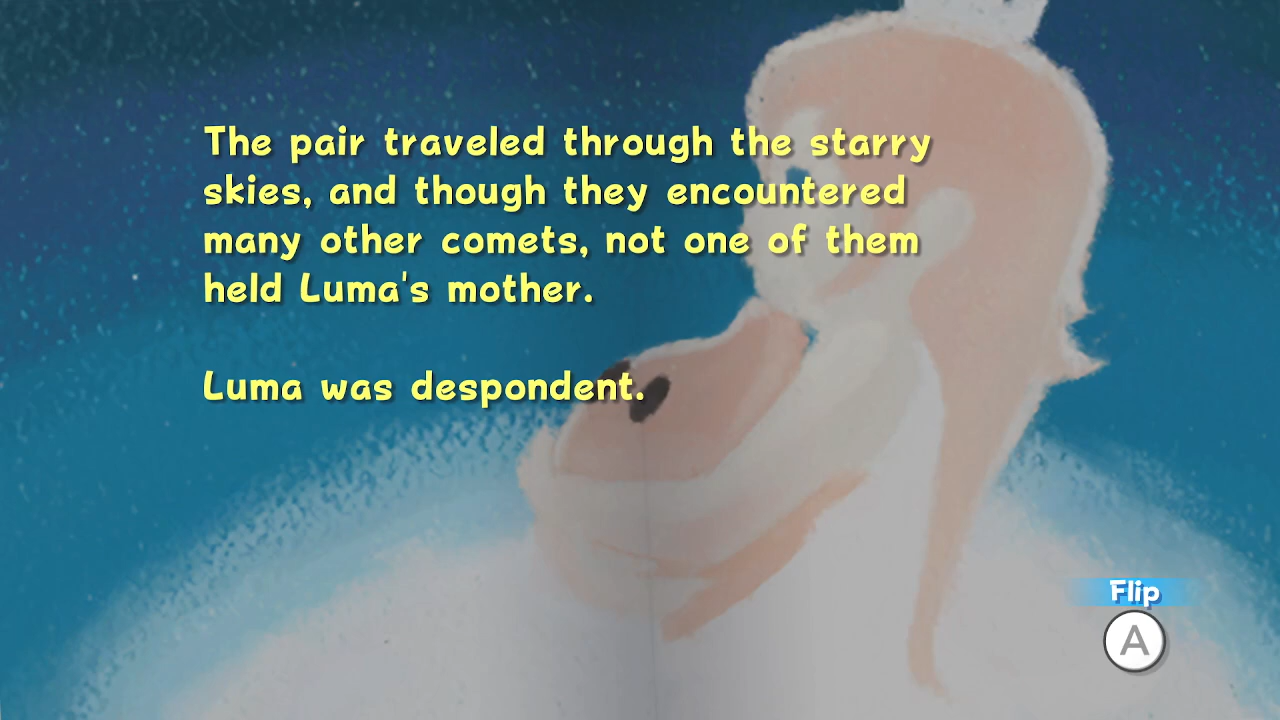 The pair traveled through the starry
skies, and though they encountered
many other comets, not one of them
held Luma's mother.
Luma was despondent.
Flip
A